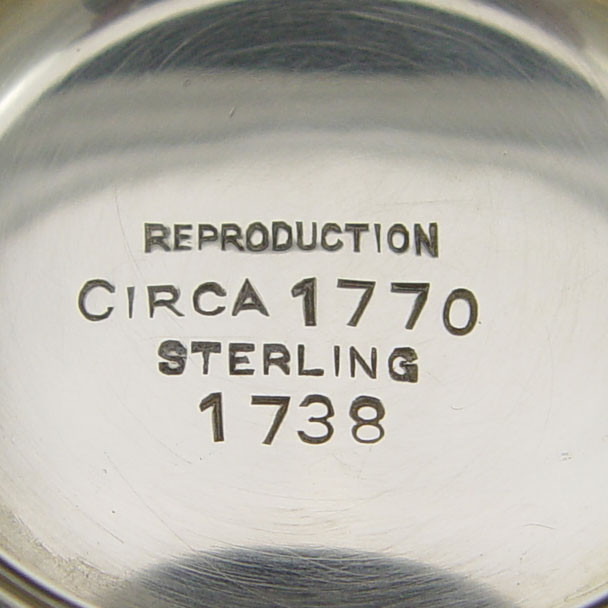 REPRODUCTION
CIRCA 1770
STERLING
1738